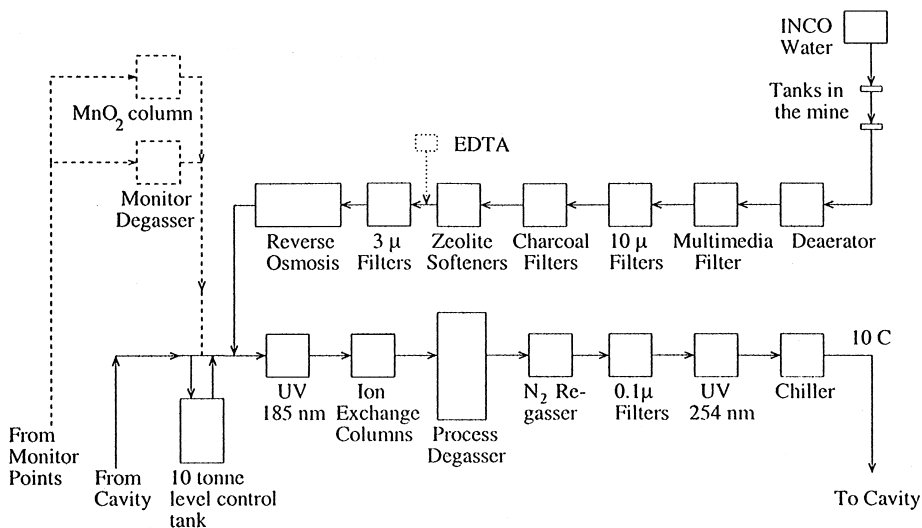 INCO
Water
Tanks in
the mine
MnO₂ column
EDTA
Monitor
Degasser
Reverse
Osmosis
3 μ
Filters
Zeolite
Softeners
Charcoal
Filters
10 μ
Filters
Multimedia
Filter
Deaerator
10 C
UV
185 nm
Ion
Exchange
Columns
Process
Degasser
N₂ Re-
gasser
0.1μ
Filters
UV
254 nm
Chiller
From
Monitor
Points
From
Cavity
10 tonne
level control
tank
To Cavity